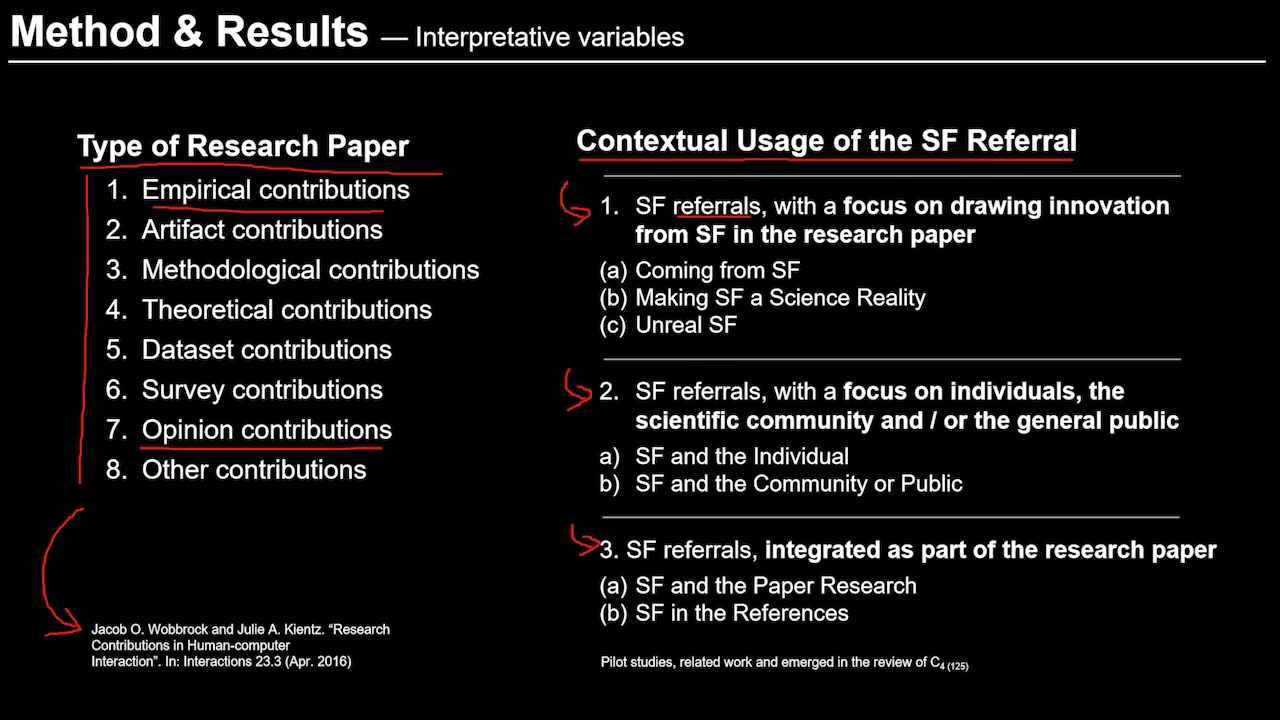 Method & Results — Interpretative variables
Type of Research Paper
1. Empirical contributions
2. Artifact contributions
3. Methodological contributions
4. Theoretical contributions
5. Dataset contributions
6. Survey contributions
7. Opinion contributions
8. Other contributions
Jacob O. Wobbrock and Julie A. Kientz. “Research
Contributions in Human-computer
Interaction”. In: Interactions 23.3 (Apr. 2016)
Contextual Usage of the SF Referral
1. SF referrals, with a focus on drawing innovation
from SF in the research paper
(a) Coming from SF
(b) Making SF a Science Reality
(c) Unreal SF
2. SF referrals, with a focus on individuals, the
scientific community and / or the general public
a) SF and the Individual
b) SF and the Community or Public
3. SF referrals, integrated as part of the research paper
(a) SF and the Paper Research
(b) SF in the References
Pilot studies, related work and emerged in the review of C4 (125)